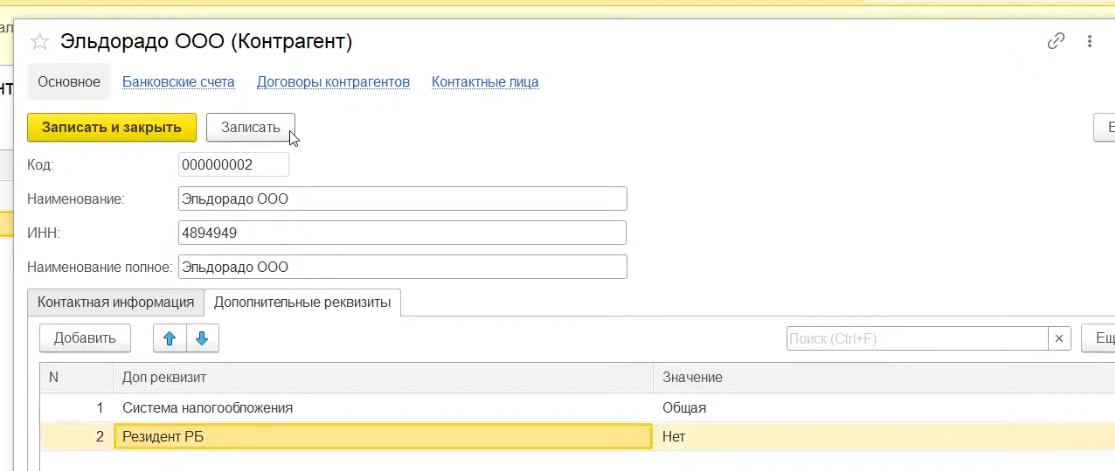 Эльдорадо ООО (Контрагент)
Основное Банковские счета Договоры контрагентов Контактные лица
Записать и закрыть Записать
Код: 000000002
Наименование: Эльдорадо ООО
ИНН: 4894949
Наименование полное: Эльдорадо ООО
Контактная информация Дополнительные реквизиты
Добавить Поиск (Ctrl+F) × Ещ
N Доп реквизит Значение
1 Система налогообложения Общая
2 Резидент РБ Нет